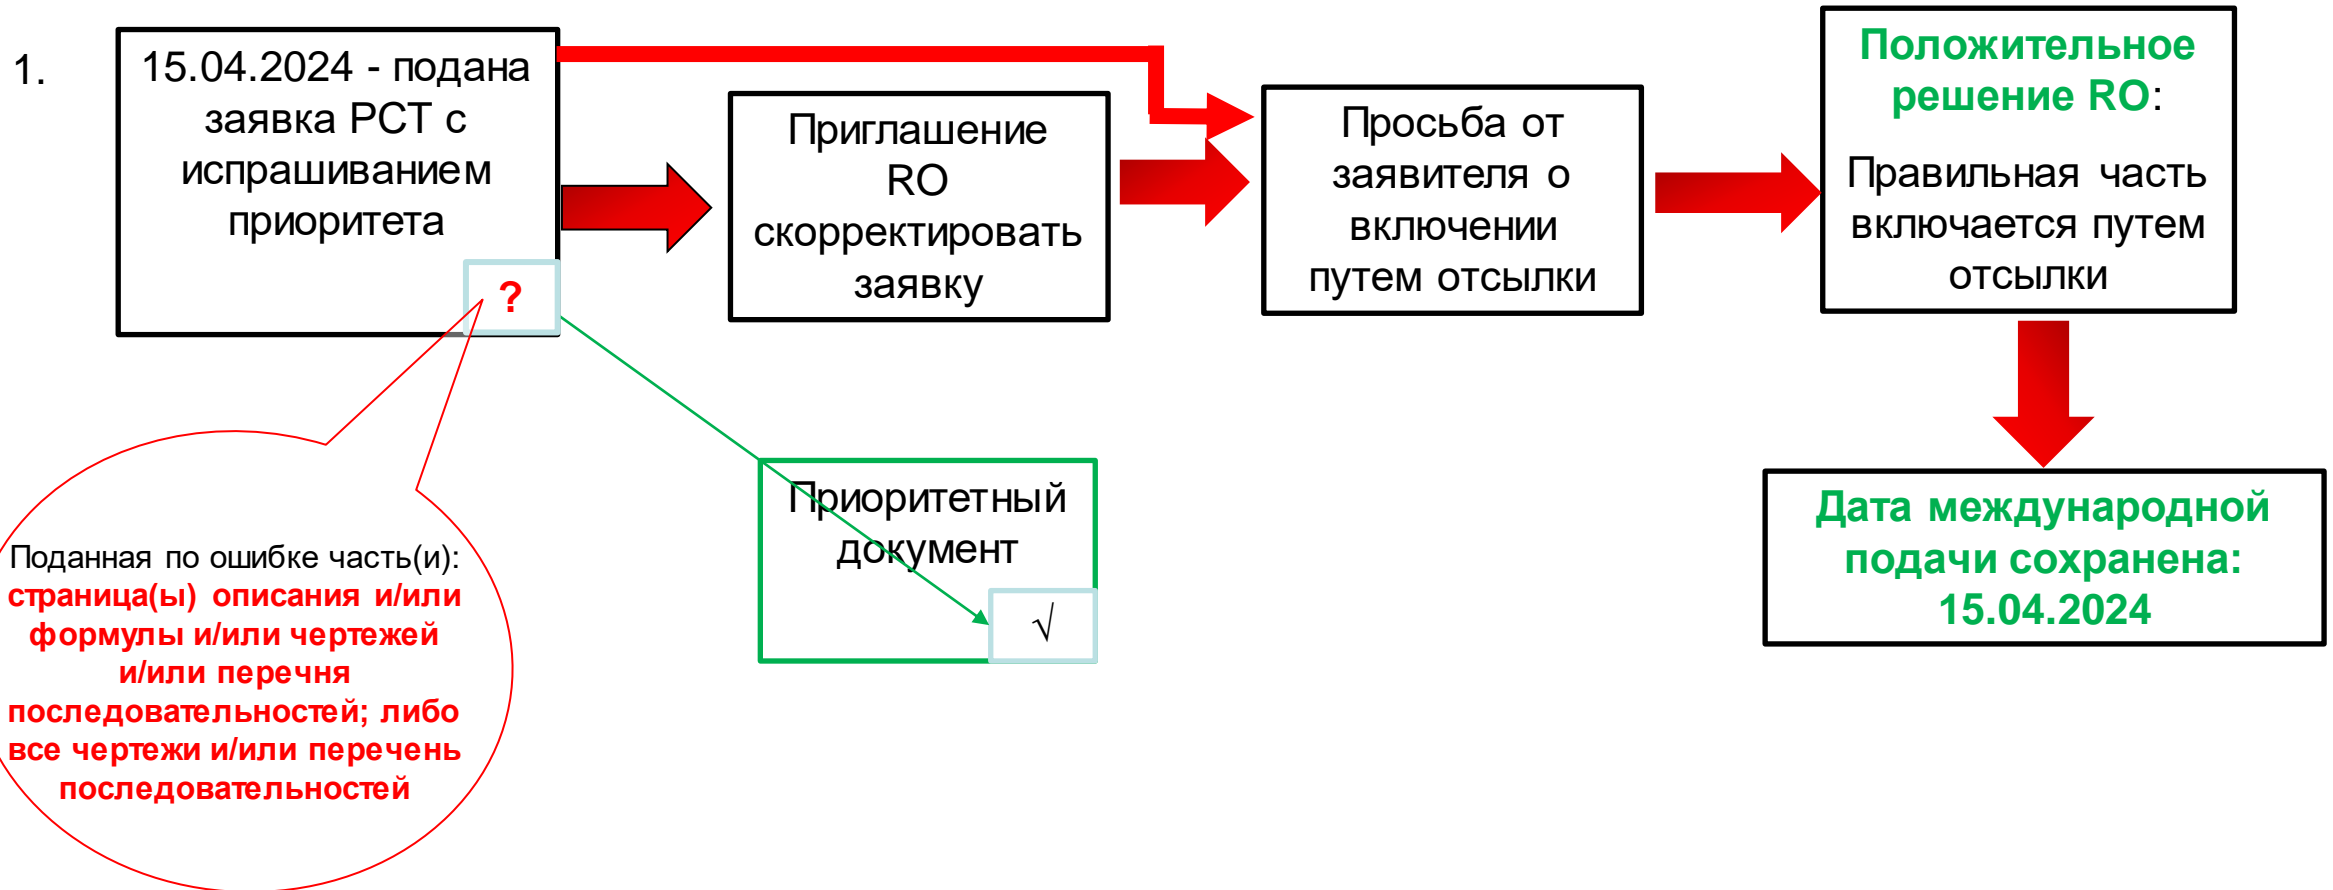 1.
15.04.2024 - подана
заявка PCT с
испрашиванием
приоритета
?
Приглашение
RO
скорректировать
заявку
Просьба от
заявителя о
включении
путем отсылки
Положительное
решение RO:
Правильная часть
включается путем
отсылки
Дата международной
подачи сохранена:
15.04.2024
Приоритетный
документ
√
Поданная по ошибке часть(и):
страница(ы) описания и/или
формулы и/или чертежей
и/или перечня
последовательностей; либо
все чертежи и/или перечень
последовательностей